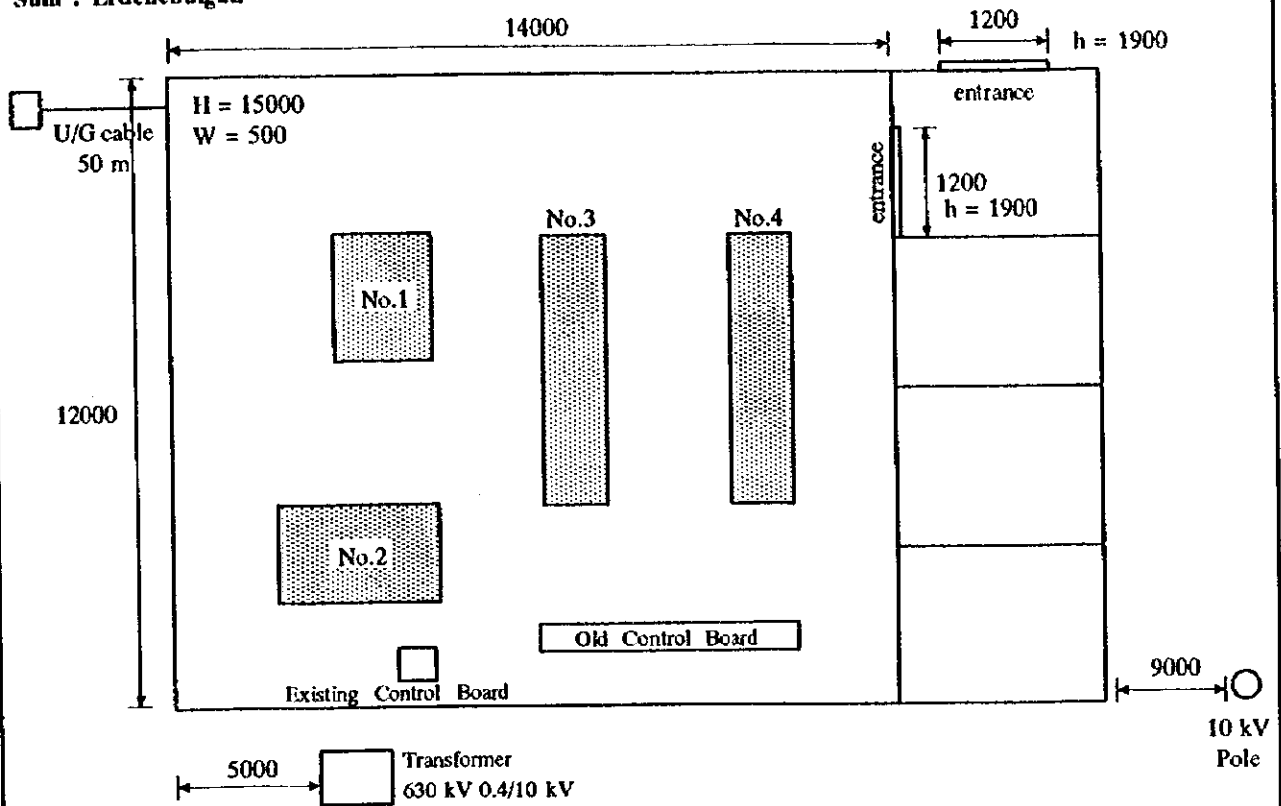 Sum : Erdenebulgan
14000
1200
h = 1900
H = 15000
W = 500
entrance
U/G cable
50 m
entrance
1200
h = 1900
No.3
No.4
No.1
12000
No.2
Old Control Board
Existing Control Board
9000
10 kV
Pole
5000
Transformer
630 kV 0.4/10 kV